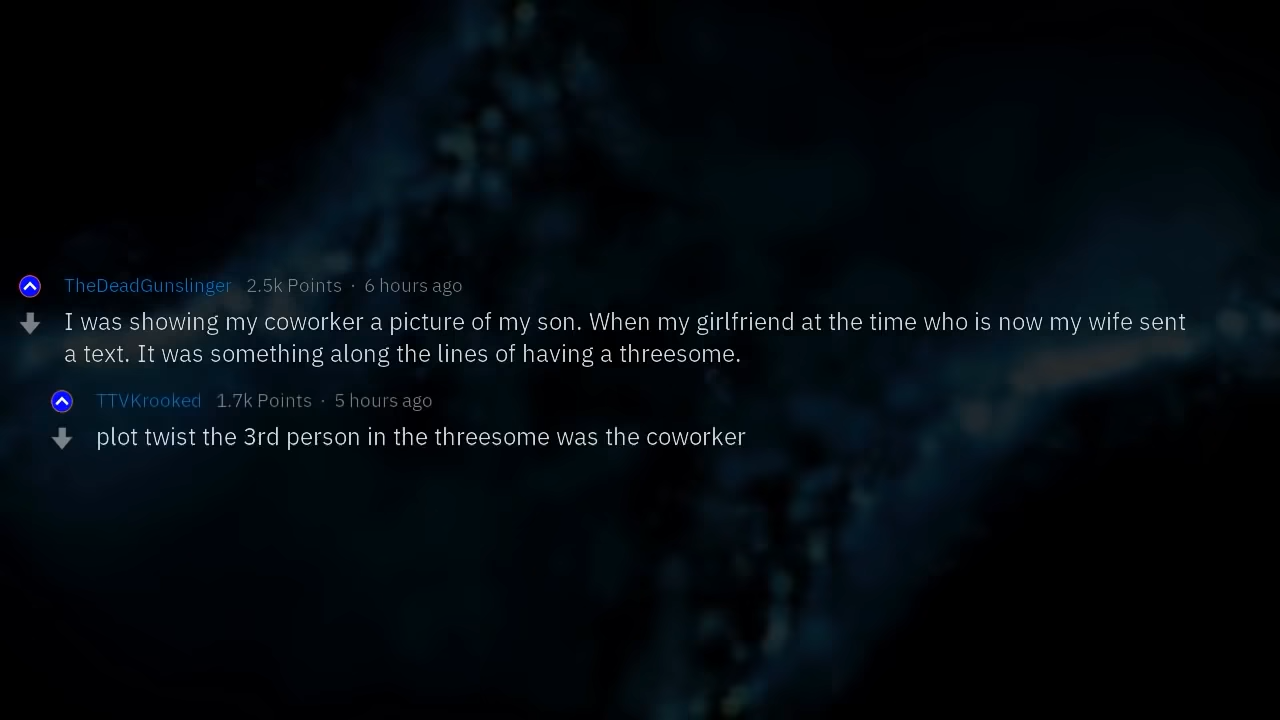 TheDeadGunslinger 2.5k Points · 6 hours ago
I was showing my coworker a picture of my son. When my girlfriend at the time who is now my wife sent
a text. It was something along the lines of having a threesome.
TTVKrooked 1.7k Points · 5 hours ago
plot twist the 3rd person in the threesome was the coworker